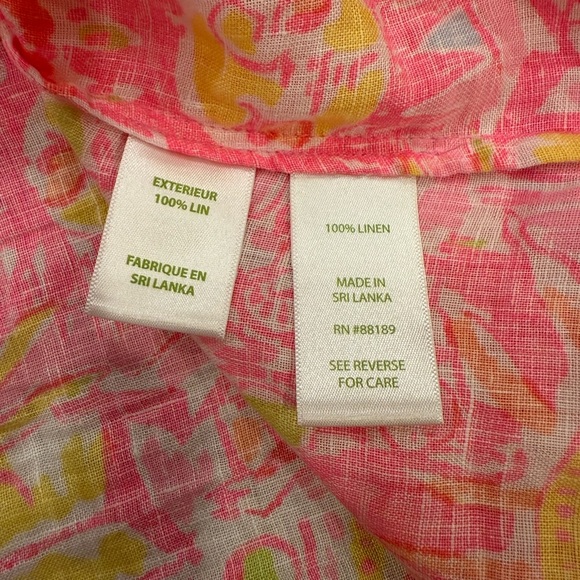 EXTERIEUR
100% LIN
FABRIQUE EN
SRI LANKA
100% LINEN
MADE IN
SRI LANKA
RN #88189
SEE REVERSE
FOR CARE